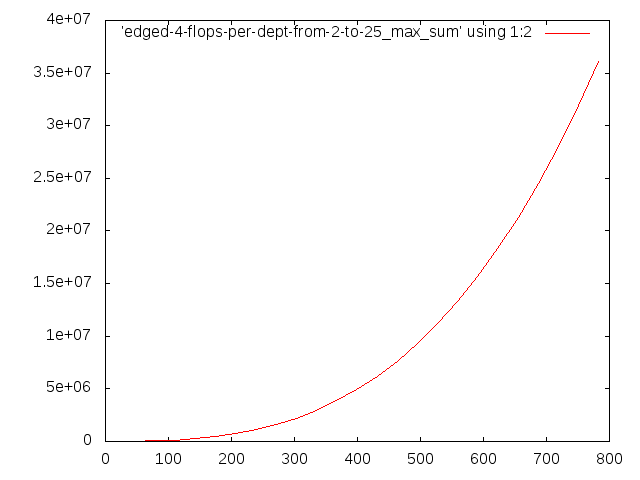 4e+07
'edged-4-flops-per-dept-from-2-to-25_max_sum' using 1:2
3.5e+07
3e+07
2.5e+07
2e+07
1.5e+07
1e+07
5e+06
0
0 100 200 300 400 500 600 700 800